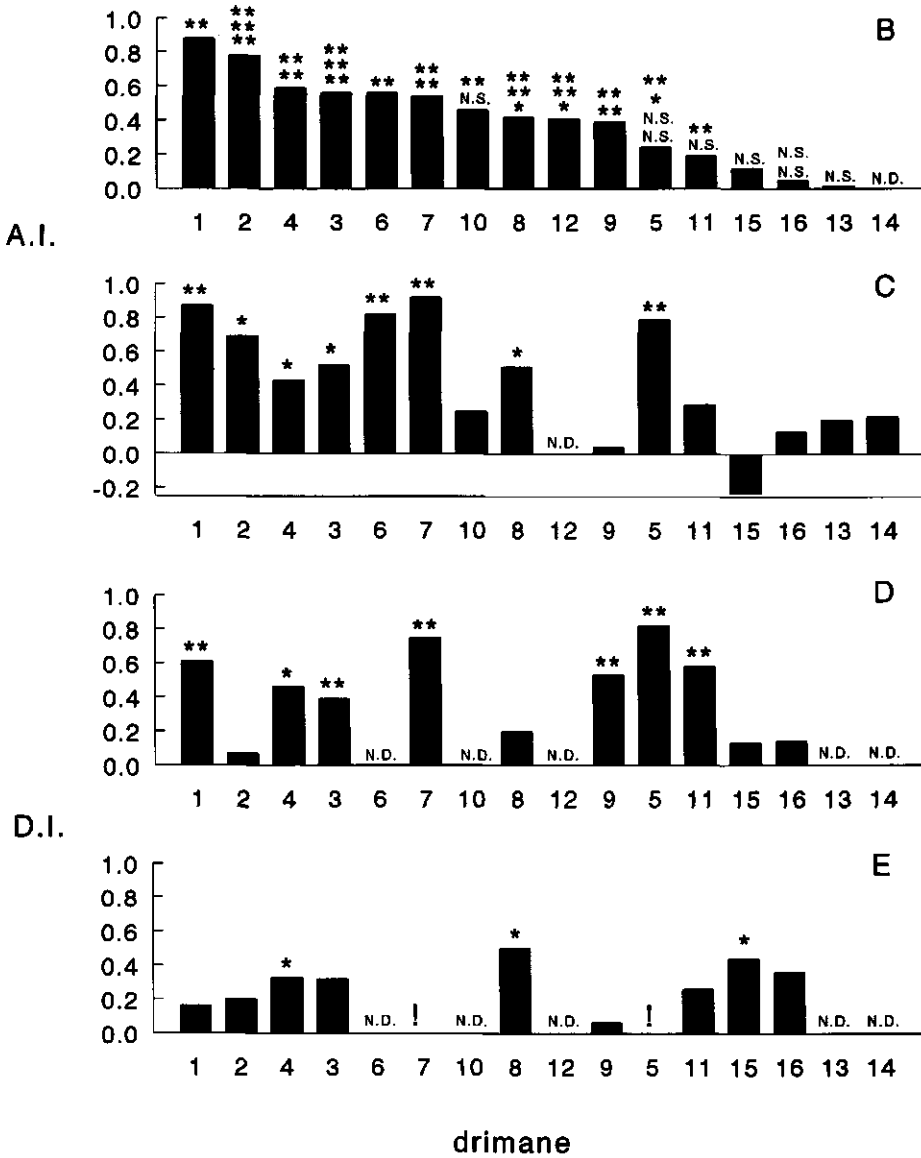 B
1.0
0.8
0.6
0.4
0.2
0.0
** ** ** ** ** ** ** ** ** ** ** ** ** ** ** ** ** ** ** ** **
** ** N.S. ** ** * ** ** * ** ** ** * N.S. N.S. ** N.S. N.S. N.S. N.S. N.S. N.D.
1 2 4 3 6 7 10 8 12 9 5 11 15 16 13 14
A.I.
C
1.0
0.8
0.6
0.4
0.2
0.0
-0.2
** * * * ** ** * N.D. **
1 2 4 3 6 7 10 8 12 9 5 11 15 16 13 14
D
1.0
0.8
0.6
0.4
0.2
0.0
** * ** N.D. ** N.D. N.D. ** ** ** N.D. N.D.
1 2 4 3 6 7 10 8 12 9 5 11 15 16 13 14
D.I.
E
1.0
0.8
0.6
0.4
0.2
0.0
* N.D. ! N.D. * N.D. ! * N.D. N.D.
1 2 4 3 6 7 10 8 12 9 5 11 15 16 13 14
drimane